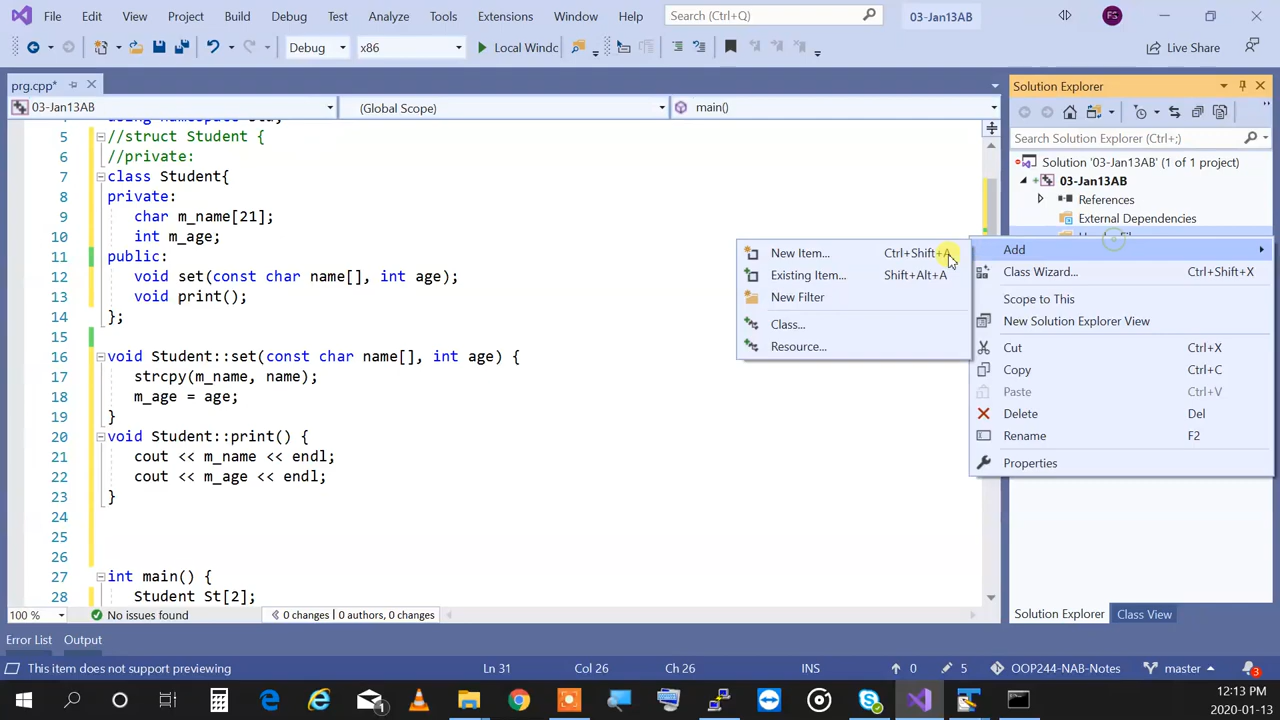 File Edit View Project Build Debug Test Analyze Tools Extensions Window Help Search (Ctrl+Q) 03-Jan13AB FS
Debug x86 Local Windc Live Share
prg.cpp*
03-Jan13AB (Global Scope) main()
5 //struct Student {
6 //private:
7 class Student{
8 private:
9 char m_name[21];
10 int m_age;
11 public:
12 void set(const char name[], int age);
13 void print();
14 };
15
16 void Student::set(const char name[], int age) {
17 strcpy(m_name, name);
18 m_age = age;
19 }
20 void Student::print() {
21 cout << m_name << endl;
22 cout << m_age << endl;
23 }
24
25
26
27 int main() {
28 Student St[2];
100 % No issues found 0 changes | 0 authors, 0 changes
Solution Explorer
Search Solution Explorer (Ctrl+;)
Solution '03-Jan13AB' (1 of 1 project)
03-Jan13AB
References
External Dependencies
New Item... Ctrl+Shift+A
Existing Item... Shift+Alt+A
New Filter
Class...
Resource...
Add
Class Wizard... Ctrl+Shift+X
Scope to This
New Solution Explorer View
Cut Ctrl+X
Copy Ctrl+C
Paste Ctrl+V
Delete Del
Rename F2
Properties
Solution Explorer Class View
Error List Output
This item does not support previewing Ln 31 Col 26 Ch 26 INS 0 5 OOP244-NAB-Notes master 3
1
12:13 PM
2020-01-13